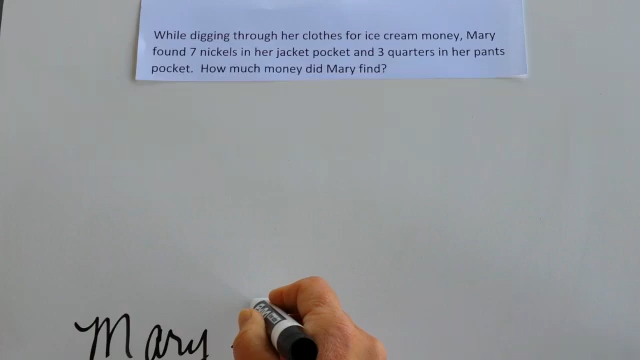 While digging through her clothes for ice cream money, Mary
found 7 nickels in her jacket pocket and 3 quarters in her pants
pocket. How much money did Mary find?
Mary